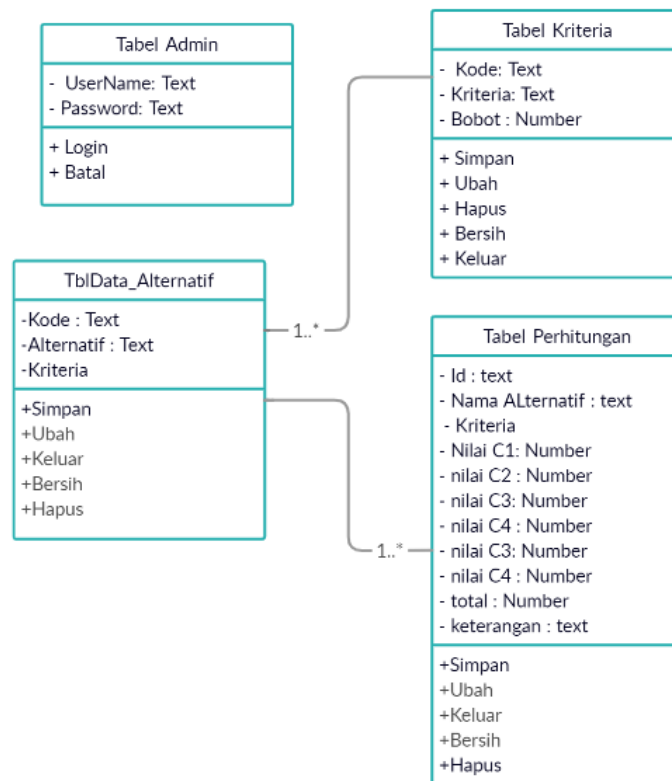 Tabel Admin
- UserName: Text
- Password: Text
+ Login
+ Batal
Tabel Kriteria
- Kode: Text
- Kriteria: Text
- Bobot : Number
+ Simpan
+ Ubah
+ Hapus
+ Bersih
+ Keluar
TblData_Alternatif
-Kode : Text
-Alternatif : Text
-Kriteria
+Simpan
+Ubah
+Keluar
+Bersih
+Hapus
1..*
1..*
Tabel Perhitungan
- Id : text
- Nama ALternatif : text
- Kriteria
- Nilai C1: Number
- nilai C2 : Number
- nilai C3: Number
- nilai C4 : Number
- nilai C3: Number
- nilai C4 : Number
- total : Number
- keterangan : text
+Simpan
+Ubah
+Keluar
+Bersih
+Hapus